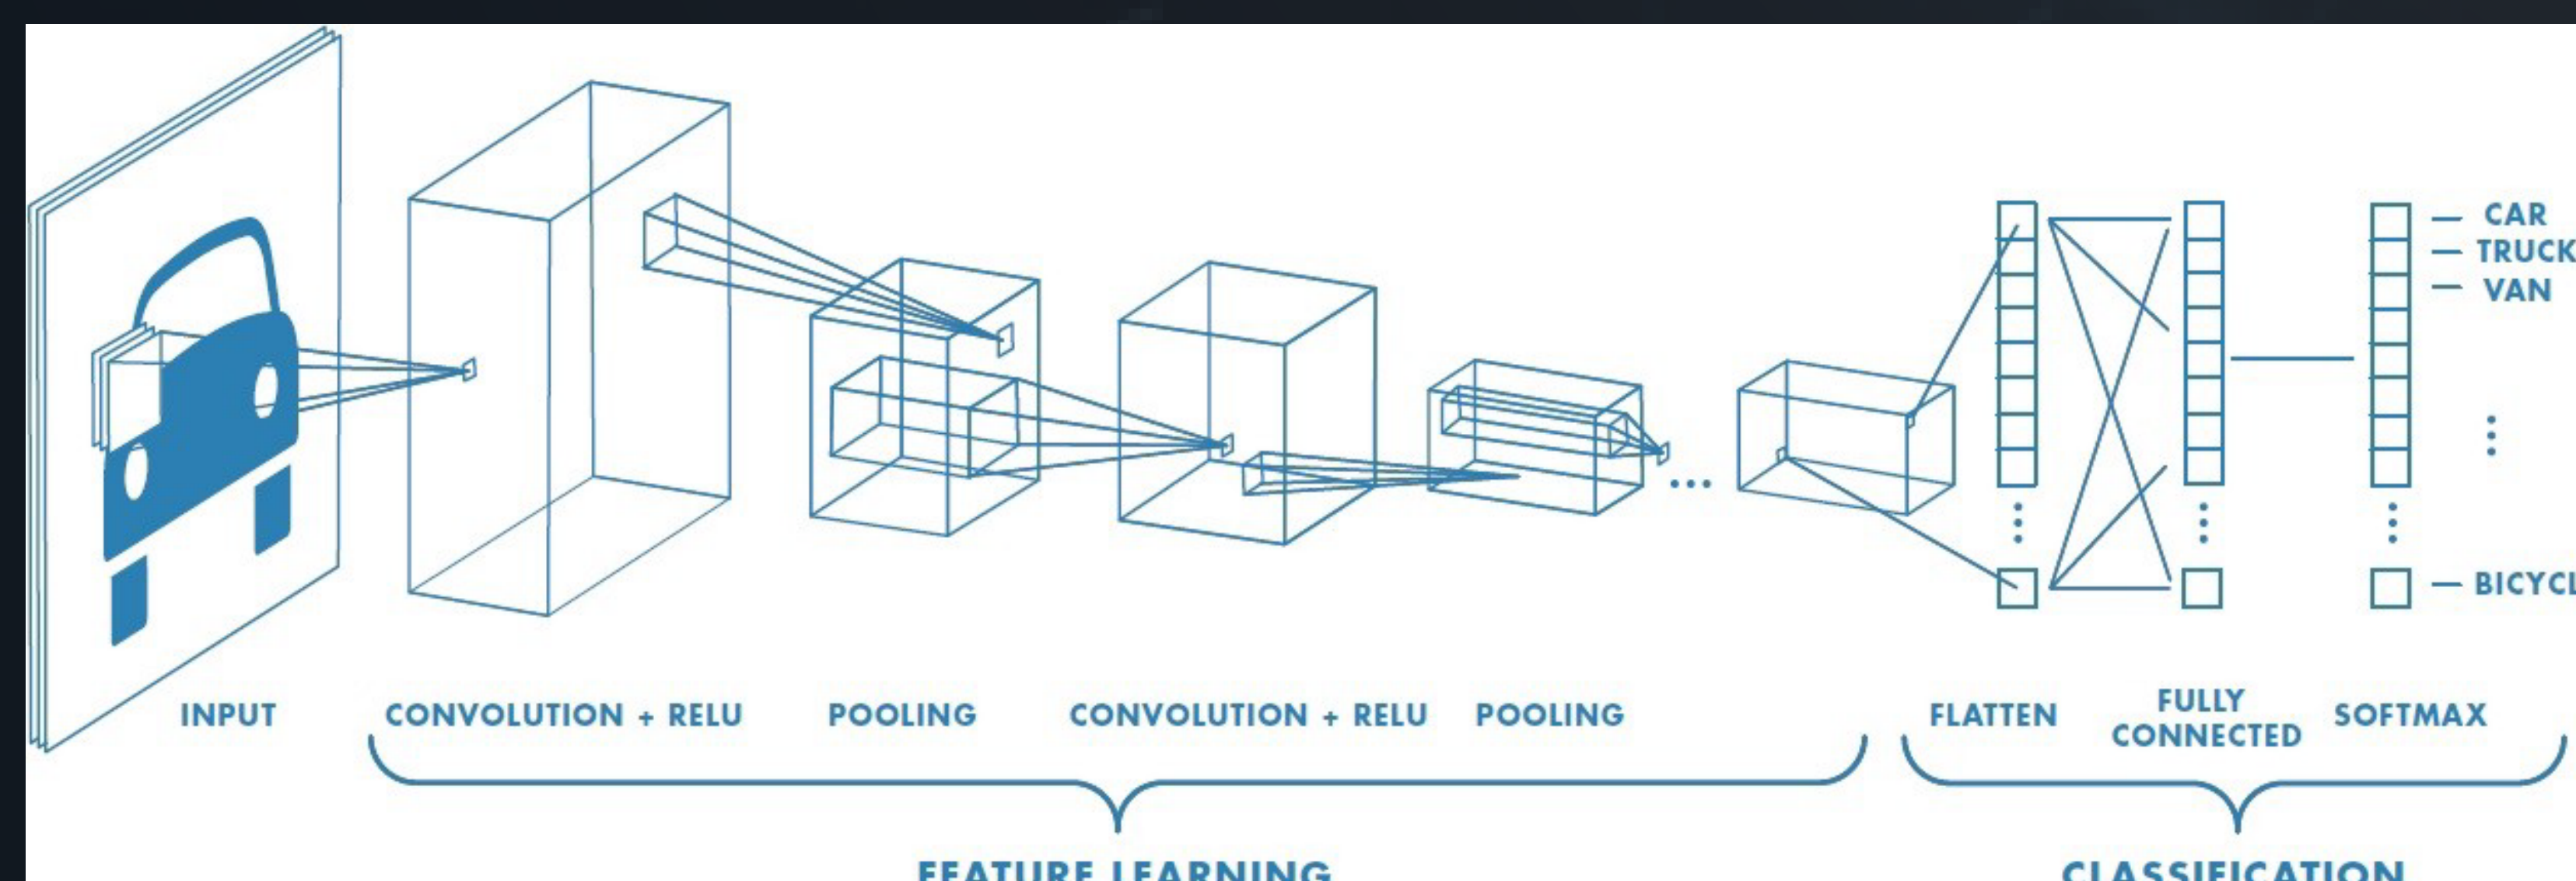 CAR
TRUCK
VAN
BICYCL
INPUT
CONVOLUTION + RELU
POOLING
CONVOLUTION + RELU
POOLING
FLATTEN
FULLY
CONNECTED
SOFTMAX
FEATURE LEARNING
CLASSIFICATION